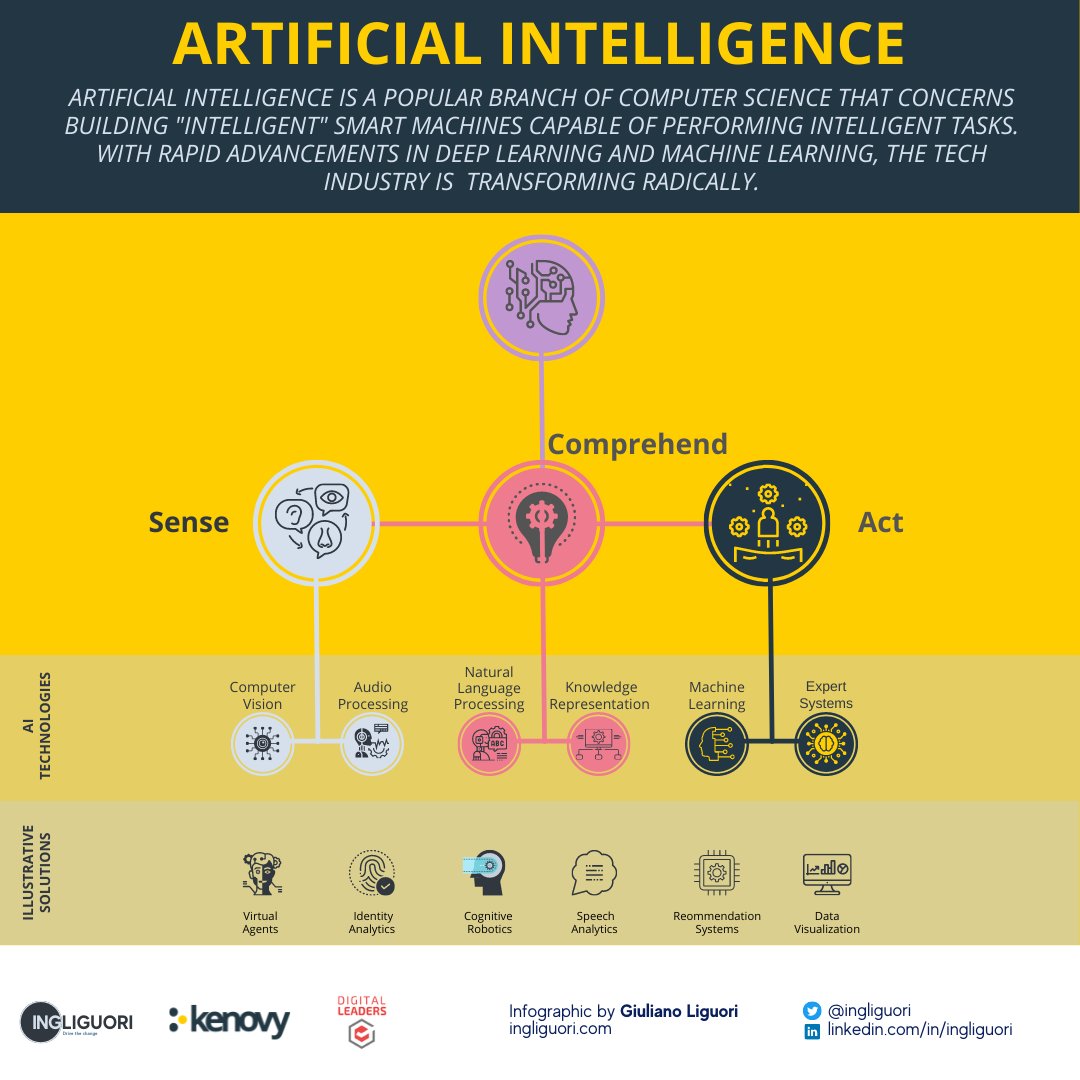 ARTIFICIAL INTELLIGENCE
ARTIFICIAL INTELLIGENCE IS A POPULAR BRANCH OF COMPUTER SCIENCE THAT CONCERNS
BUILDING "INTELLIGENT" SMART MACHINES CAPABLE OF PERFORMING INTELLIGENT TASKS.
WITH RAPID ADVANCEMENTS IN DEEP LEARNING AND MACHINE LEARNING, THE TECH
INDUSTRY IS TRANSFORMING RADICALLY.
Comprehend
Sense
Act
AI
TECHNOLOGIES
Computer
Vision
Audio
Processing
Natural
Language
Processing
ABC
Knowledge
Representation
Machine
Learning
Expert
Systems
ILLUSTRATIVE
SOLUTIONS
Virtual
Agents
Identity
Analytics
Cognitive
Robotics
Speech
Analytics
Reommendation
Systems
Data
Visualization
INGLIGUORI
Drive the change
kenovy
DIGITAL
LEADERS
Infographic by Giuliano Liguori
ingliguori.com
@ingliguori
linkedin.com/in/ingliguori